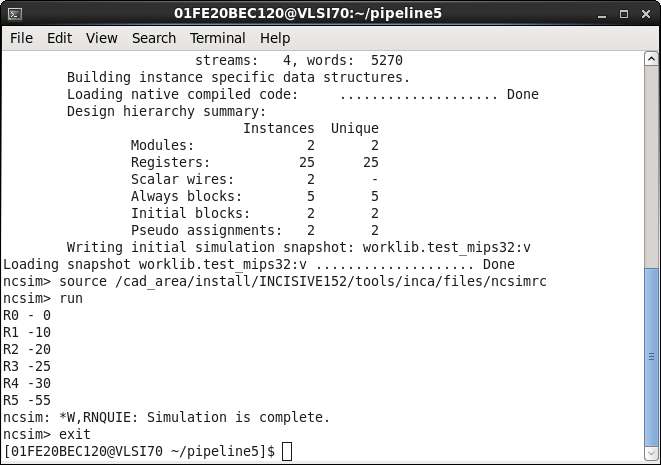 01FE20BEC120@VLSI70:~/pipeline5
File Edit View Search Terminal Help
streams: 4, words: 5270
Building instance specific data structures.
Loading native compiled code: .................... Done
Design hierarchy summary:
Instances Unique
Modules: 2 2
Registers: 25 25
Scalar wires: 2 -
Always blocks: 5 5
Initial blocks: 2 2
Pseudo assignments: 2 2
Writing initial simulation snapshot: worklib.test_mips32:v
Loading snapshot worklib.test_mips32:v .................... Done
ncsim> source /cad_area/install/INCISIVE152/tools/inca/files/ncsimrc
ncsim> run
R0 - 0
R1 -10
R2 -20
R3 -25
R4 -30
R5 -55
ncsim: *W,RNQUIE: Simulation is complete.
ncsim> exit
[01FE20BEC120@VLSI70 ~/pipeline5]$